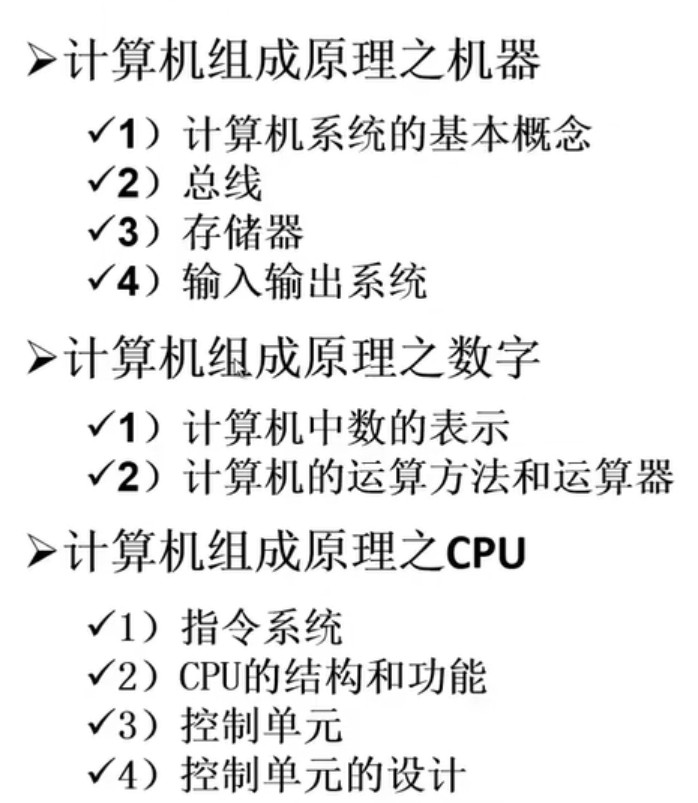 ➢计算机组成原理之机器
✓1）计算机系统的基本概念
✓2）总线
✓3）存储器
✓4）输入输出系统
➢计算机组成原理之数字
✓1）计算机中数的表示
✓2）计算机的运算方法和运算器
➢计算机组成原理之CPU
✓1）指令系统
✓2）CPU的结构和功能
✓3）控制单元
✓4）控制单元的设计